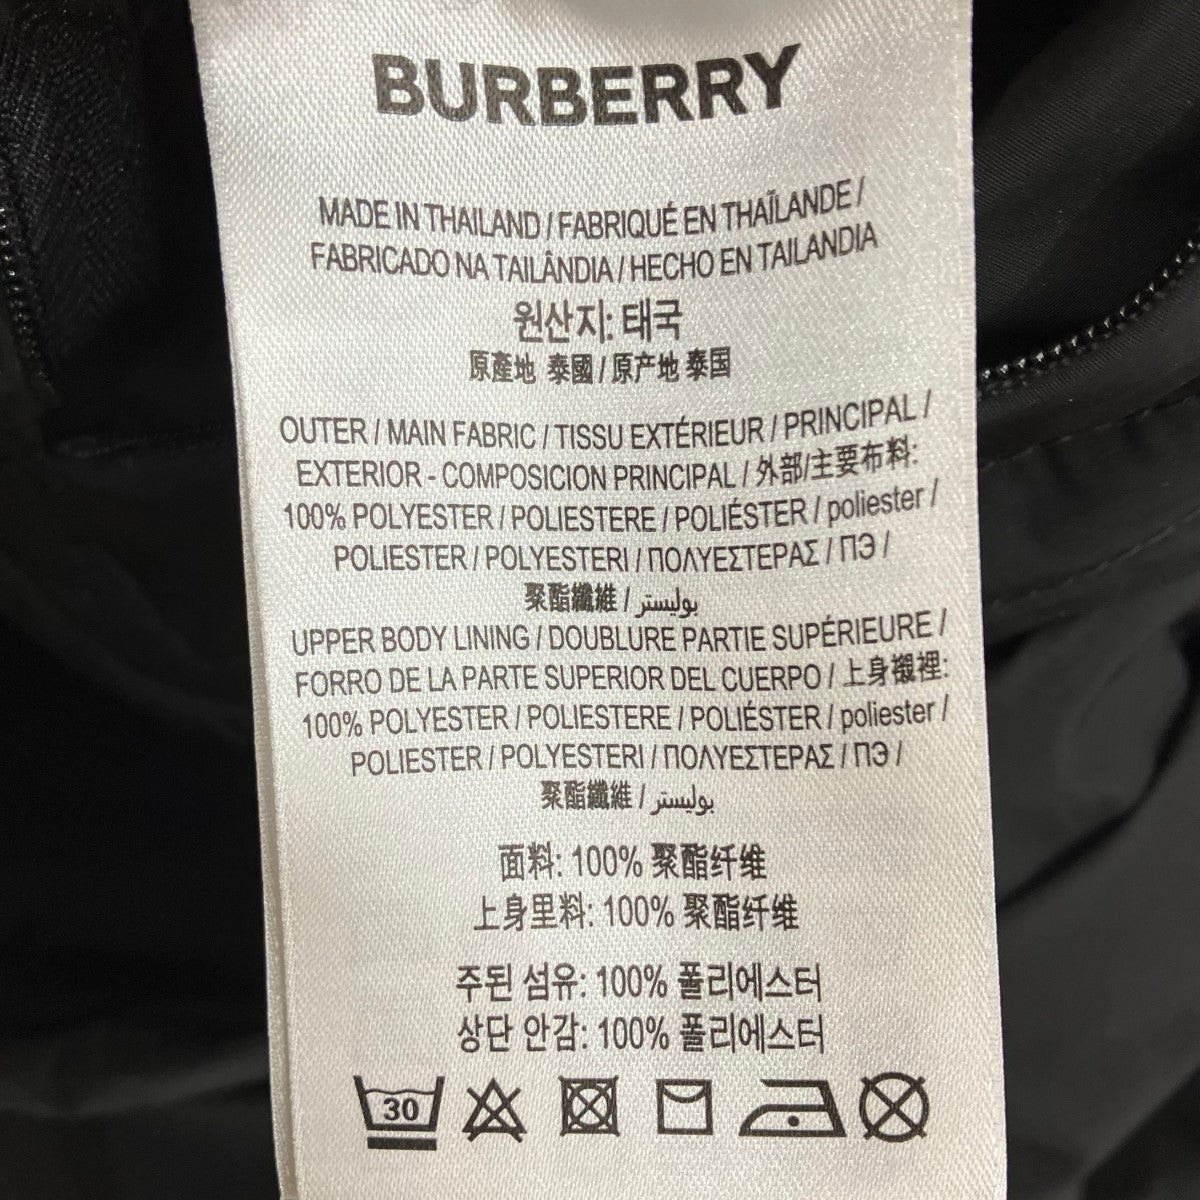 BURBERRY
MADE IN THAILAND / FABRIQUÉ EN THAÏLANDE /
FABRICADO NA TAILÂNDIA / HECHO EN TAILANDIA
원산지: 태국
原產地 泰國 / 原产地 泰国
OUTER / MAIN FABRIC / TISSU EXTÉRIEUR / PRINCIPAL /
EXTERIOR - COMPOSICION PRINCIPAL / 外部/主要布料:
100% POLYESTER / POLIESTERE / POLIÉSTER / poliester /
POLIESTER / POLYESTERI / ΠΟΛΥΕΣΤΕΡΑΣ / ПЭ /
聚酯纖維 / بوليستر
UPPER BODY LINING / DOUBLURE PARTIE SUPÉRIEURE /
FORRO DE LA PARTE SUPERIOR DEL CUERPO / 上身襯裡:
100% POLYESTER / POLIESTERE / POLIÉSTER / poliester /
POLIESTER / POLYESTERI / ΠΟΛΥΕΣΤΕΡΑΣ / ПЭ /
聚酯纖維 / بوليستر
面料: 100% 聚酯纤维
上身里料: 100% 聚酯纤维
주된 섬유: 100% 폴리에스터
상단 안감: 100% 폴리에스터
30